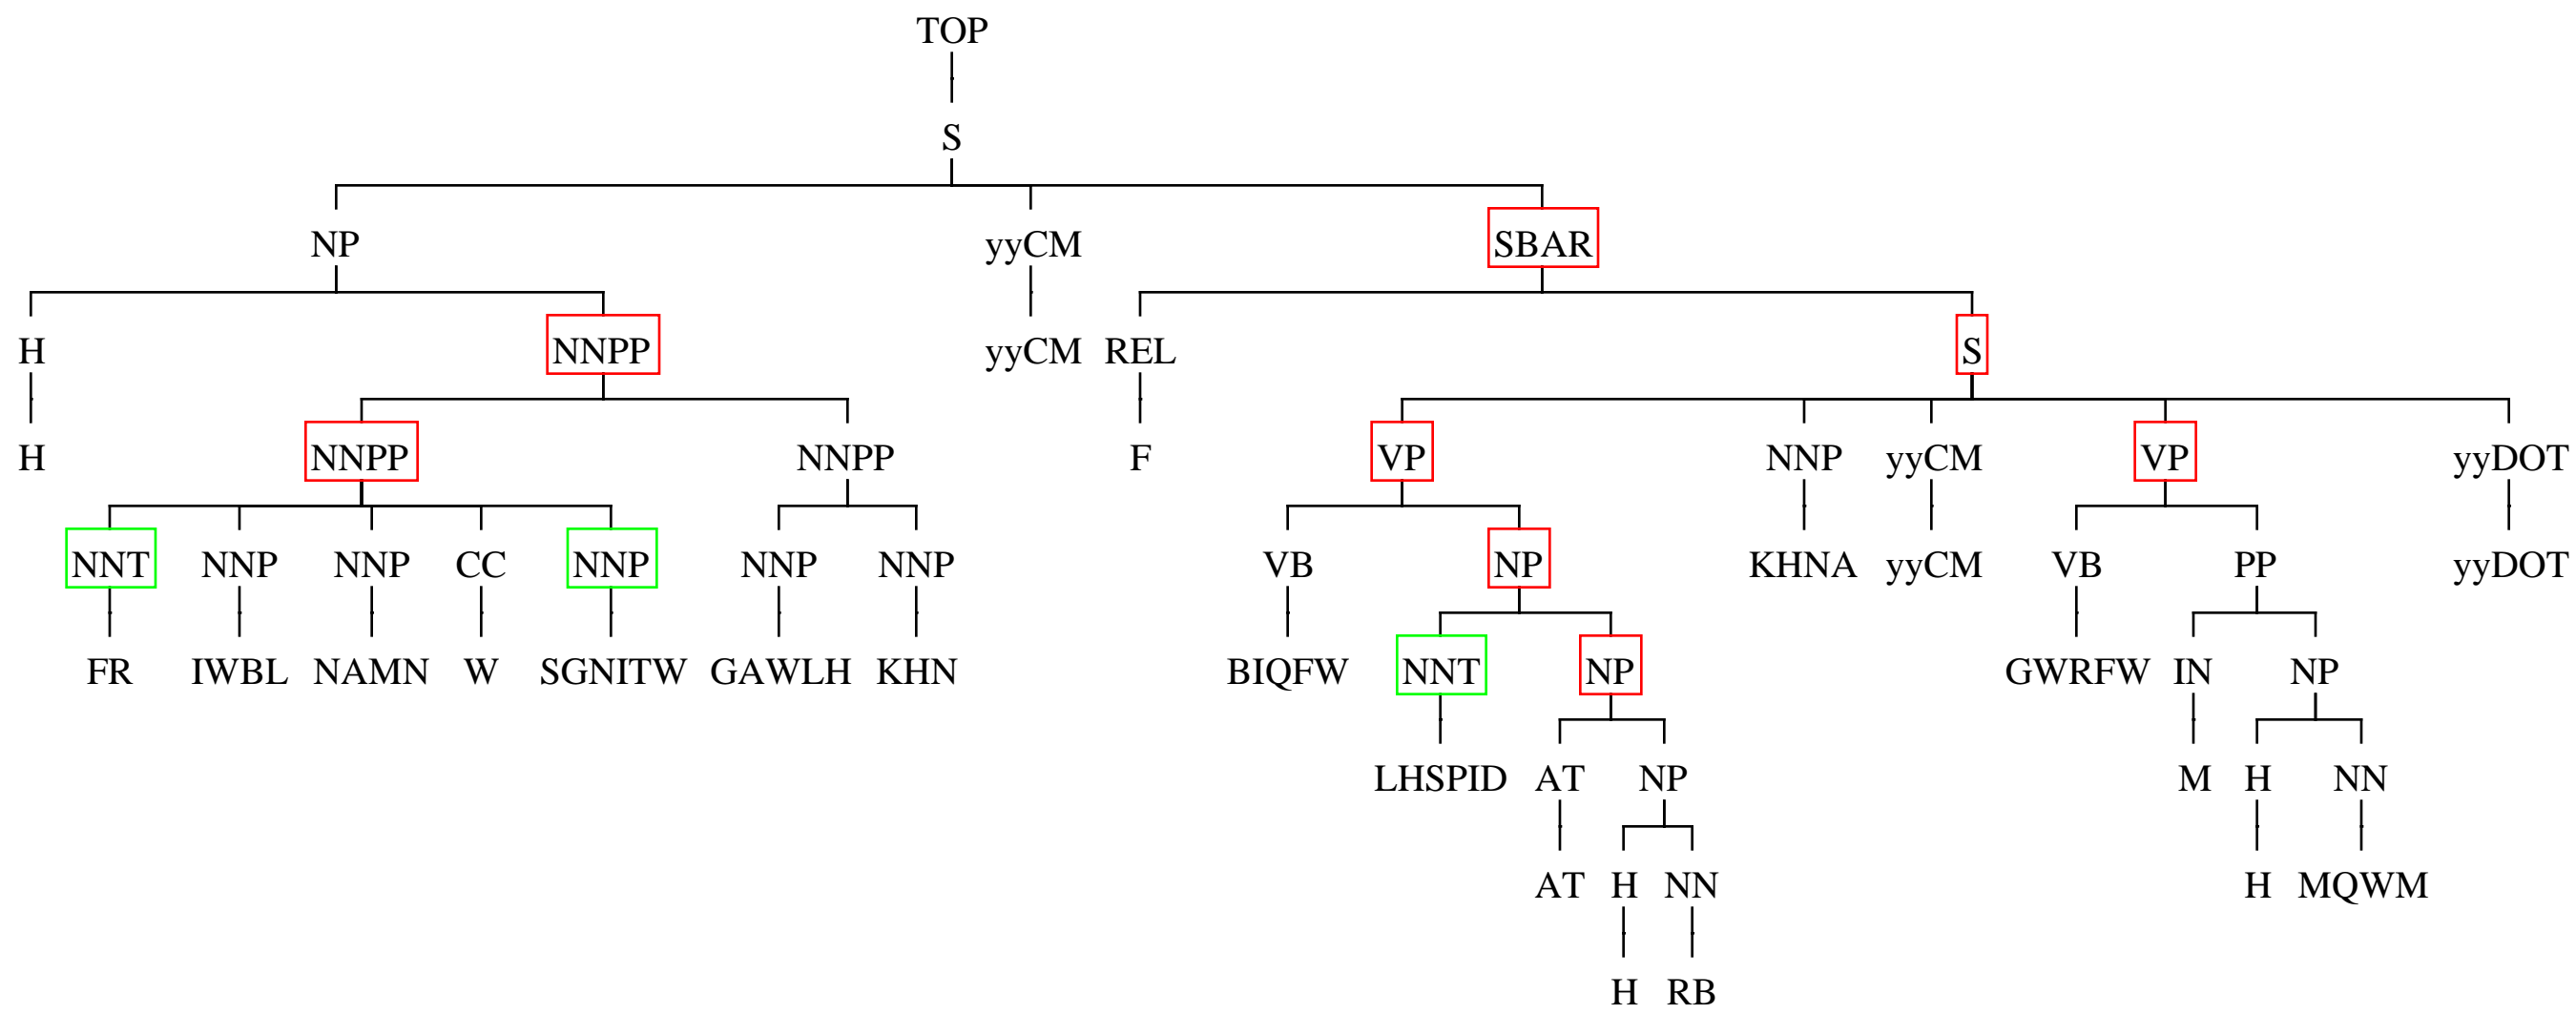 TOP
S
NP yyCM SBAR
H NNPP yyCM REL S
H NNPP NNPP F VP NNP yyCM VP yyDOT
NNT NNP NNP CC NNP NNP NNP VB NP KHNA yyCM VB PP yyDOT
FR IWBL NAMN W SGNITW GAWLH KHN BIQFW NNT NP GWRFW IN NP
LHSPID AT NP M H NN
AT H NN H MQWM
H RB